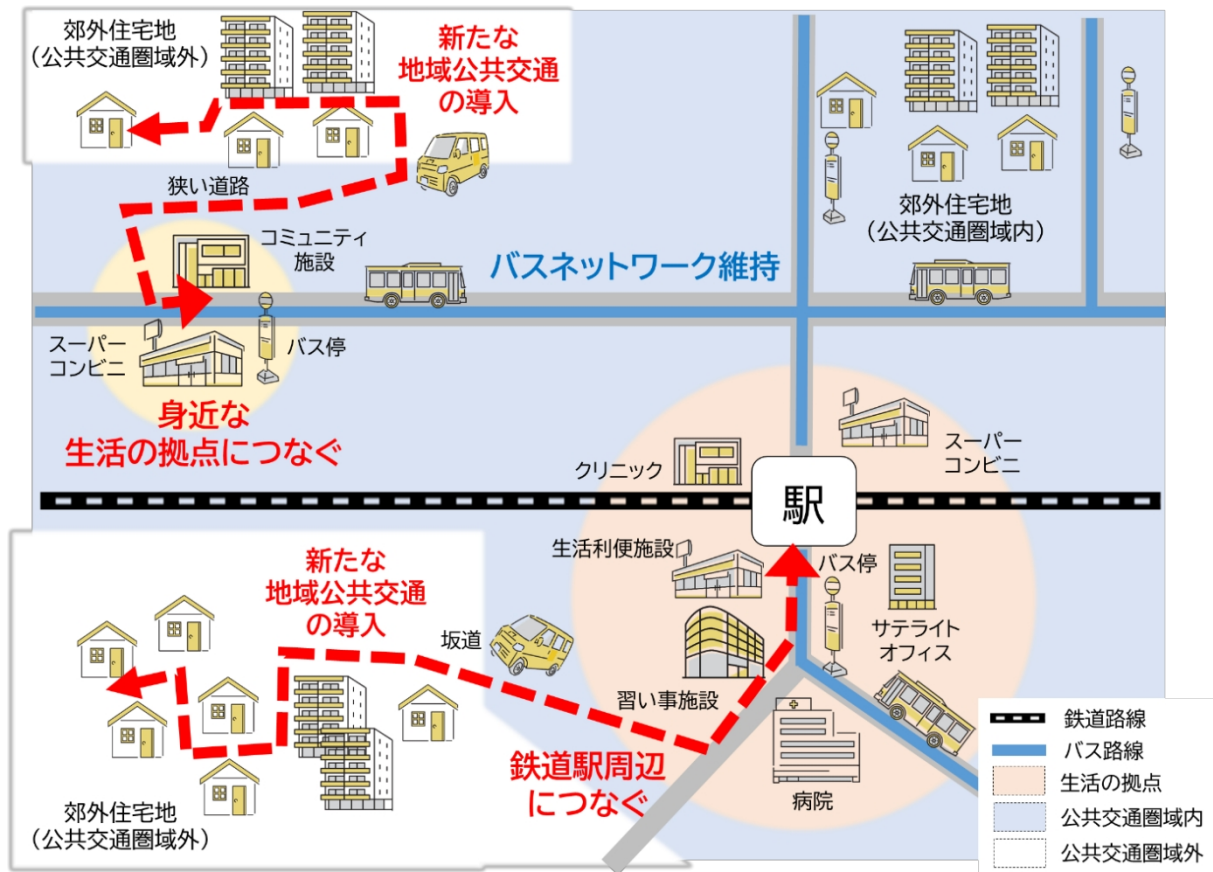 郊外住宅地
(公共交通圏域外)
新たな
地域公共交通
の導入
狭い道路
郊外住宅地
(公共交通圏域内)
コミュニティ
施設
バスネットワーク維持
スーパー
コンビニ
バス停
身近な
生活の拠点につなぐ
クリニック
スーパー
コンビニ
駅
生活利便施設
バス停
新たな
地域公共交通
の導入
坂道
サテライト
オフィス
習い事施設
鉄道駅周辺
につなぐ
病院
郊外住宅地
(公共交通圏域外)
鉄道路線
バス路線
生活の拠点
公共交通圏域内
公共交通圏域外